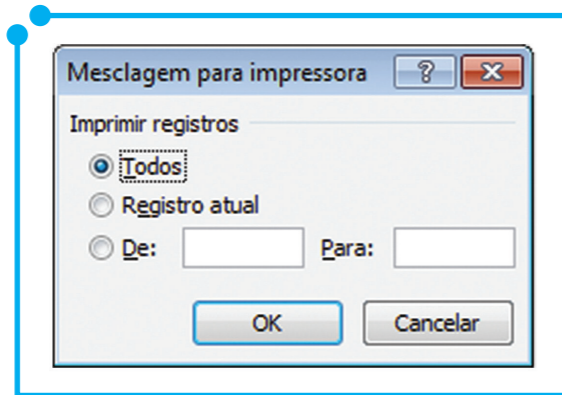 Mesclagem para impressora ?
Imprimir registros
Todos
Registro atual
De: Para:
OK Cancelar